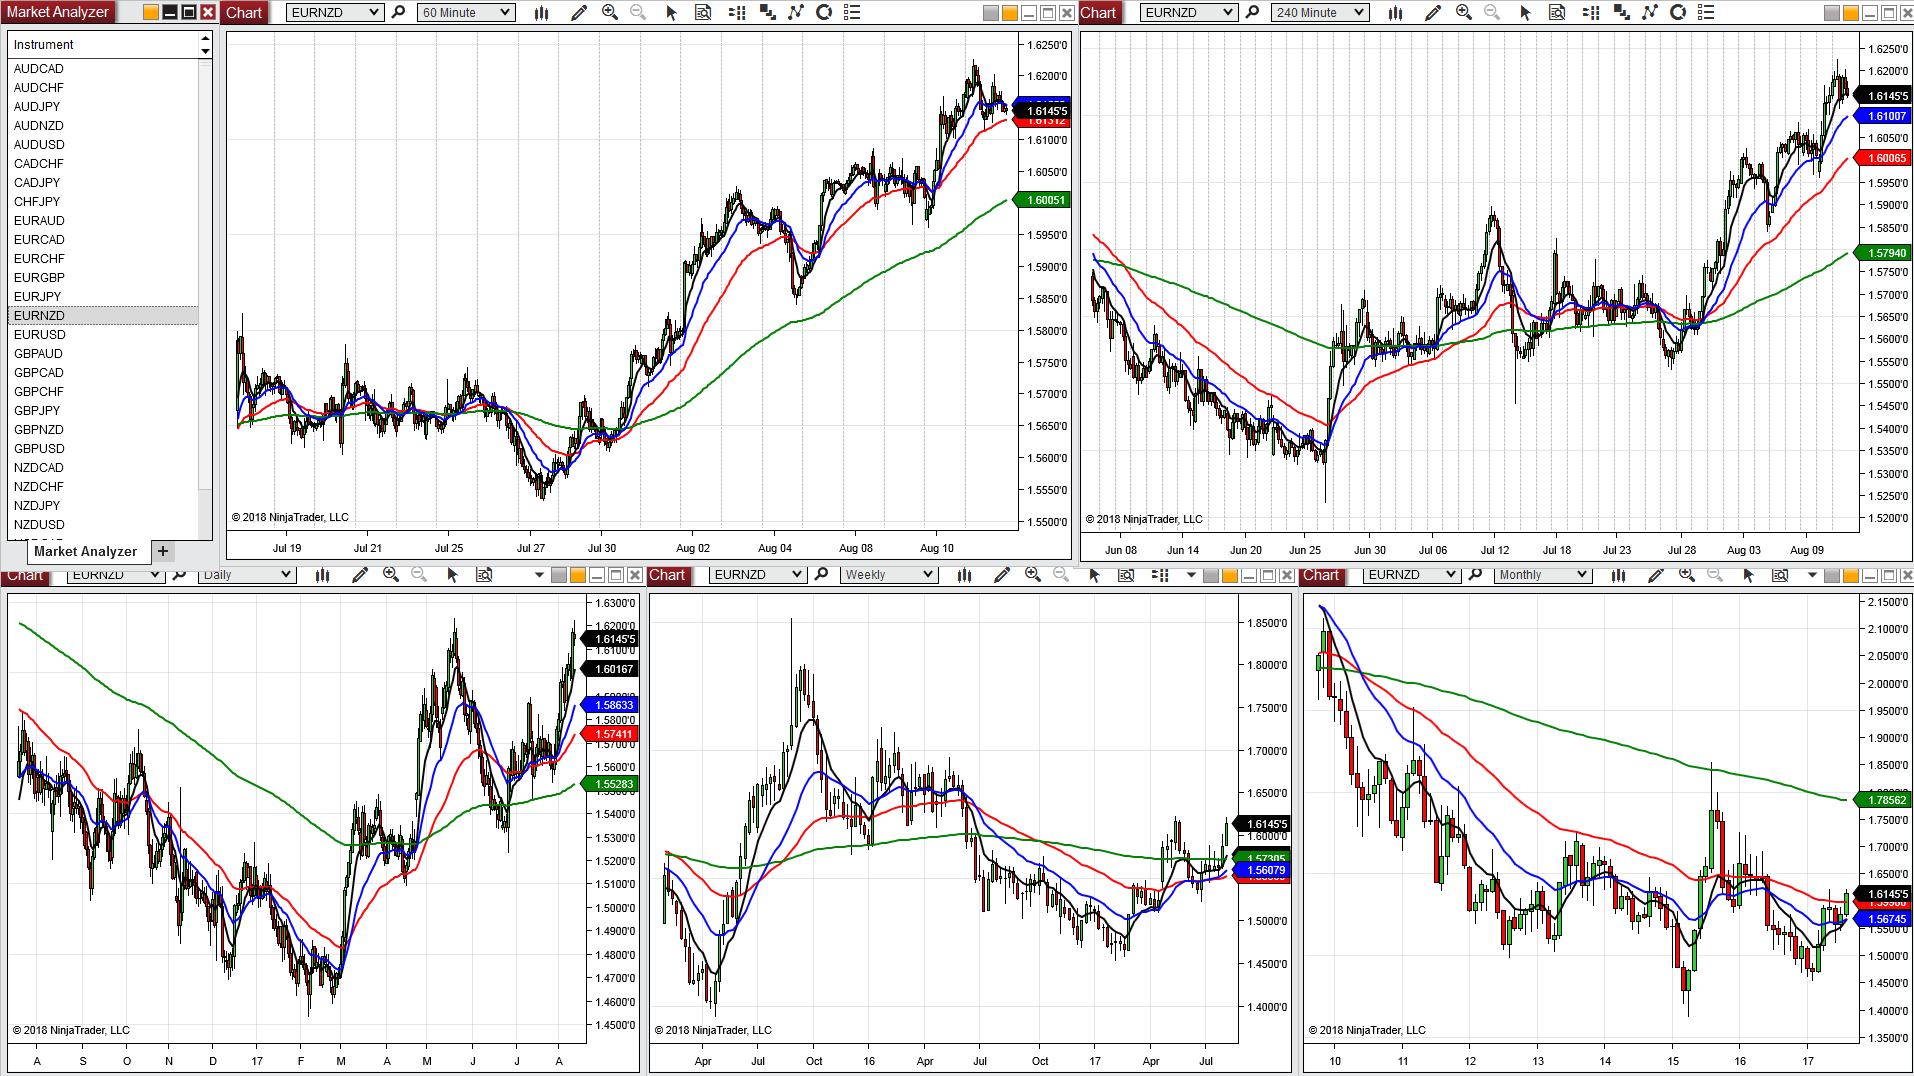 Market Analyzer
Instrument
AUDCAD
AUDCHF
AUDJPY
AUDNZD
AUDUSD
CADCHF
CADJPY
CHFJPY
EURAUD
EURCAD
EURCHF
EURGBP
EURJPY
EURNZD
EURUSD
GBPAUD
GBPCAD
GBPCHF
GBPJPY
GBPNZD
GBPUSD
NZDCAD
NZDCHF
NZDJPY
NZDUSD
Market Analyzer +
Chart EURNZD 60 Minute
1.6250'0
1.6200'0
1.6145'5
1.61312
1.6100'0
1.6050'0
1.60051
1.5950'0
1.5900'0
1.5850'0
1.5800'0
1.5750'0
1.5700'0
1.5650'0
1.5600'0
1.5550'0
1.5500'0
© 2018 NinjaTrader, LLC
Jul 19 Jul 21 Jul 25 Jul 27 Jul 30 Aug 02 Aug 04 Aug 08 Aug 10
Chart EURNZD 240 Minute
1.6250'0
1.6200'0
1.6145'5
1.61007
1.6050'0
1.60065
1.5950'0
1.5900'0
1.5850'0
1.57940
1.5750'0
1.5700'0
1.5650'0
1.5600'0
1.5550'0
1.5500'0
1.5450'0
1.5400'0
1.5350'0
1.5300'0
1.5250'0
1.5200'0
© 2018 NinjaTrader, LLC
Jun 08 Jun 14 Jun 20 Jun 25 Jun 30 Jul 06 Jul 12 Jul 18 Jul 23 Jul 28 Aug 03 Aug 09
Chart EURNZD Daily
1.6300'0
1.6200'0
1.6145'5
1.6100'0
1.60167
1.58633
1.5800'0
1.57411
1.5700'0
1.5600'0
1.55283
1.5400'0
1.5300'0
1.5200'0
1.5100'0
1.5000'0
1.4900'0
1.4800'0
1.4700'0
1.4600'0
1.4500'0
© 2018 NinjaTrader, LLC
A S O N D 17 F M A M J J A
Chart EURNZD Weekly
1.8500'0
1.8000'0
1.7500'0
1.7000'0
1.6500'0
1.6145'5
1.6000'0
1.57305
1.56079
1.5000'0
1.4500'0
1.4000'0
© 2018 NinjaTrader, LLC
Apr Jul Oct 16 Apr Jul Oct 17 Apr Jul
Chart EURNZD Monthly
2.1500'0
2.1000'0
2.0500'0
2.0000'0
1.9500'0
1.9000'0
1.8500'0
1.78562
1.7500'0
1.7000'0
1.6500'0
1.6145'5
1.56745
1.5500'0
1.5000'0
1.4500'0
1.4000'0
1.3500'0
© 2018 NinjaTrader, LLC
10 11 12 13 14 15 16 17